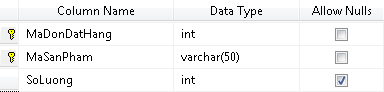 Column Name Data Type Allow Nulls
MaDonDatHang int
MaSanPham varchar(50)
SoLuong int